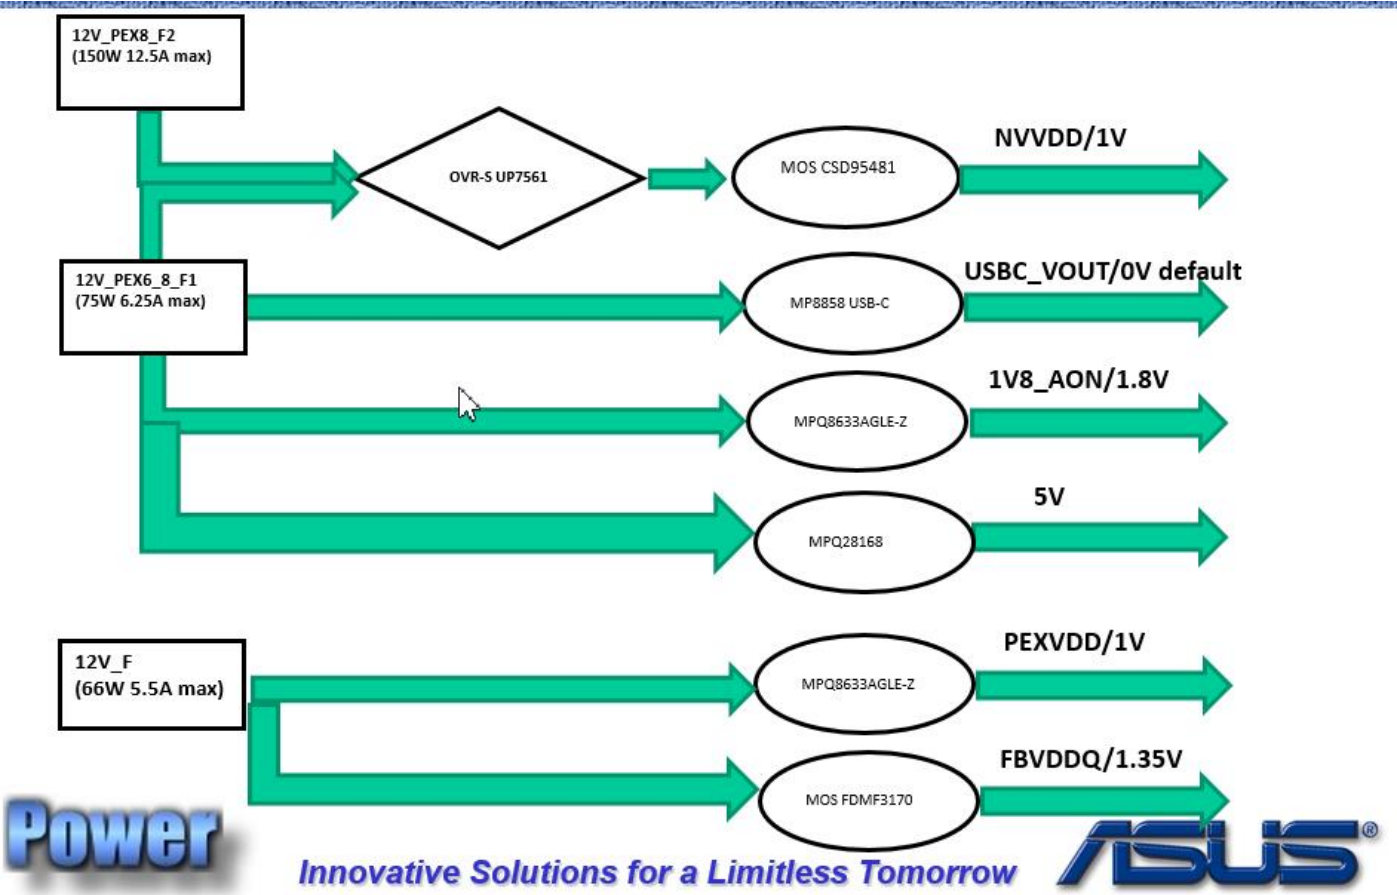 12V_PEX8_F2
(150W 12.5A max)
NVVDD/1V
OVR-S UP7561
MOS CSD95481
12V_PEX6_8_F1
(75W 6.25A max)
USBC_VOUT/0V default
MP8858 USB-C
1V8_AON/1.8V
MPQ8633AGLE-Z
5V
MPQ28168
12V_F
(66W 5.5A max)
PEXVDD/1V
MPQ8633AGLE-Z
FBVDDQ/1.35V
MOS FDMF3170
Power
Innovative Solutions for a Limitless Tomorrow
ASUS®